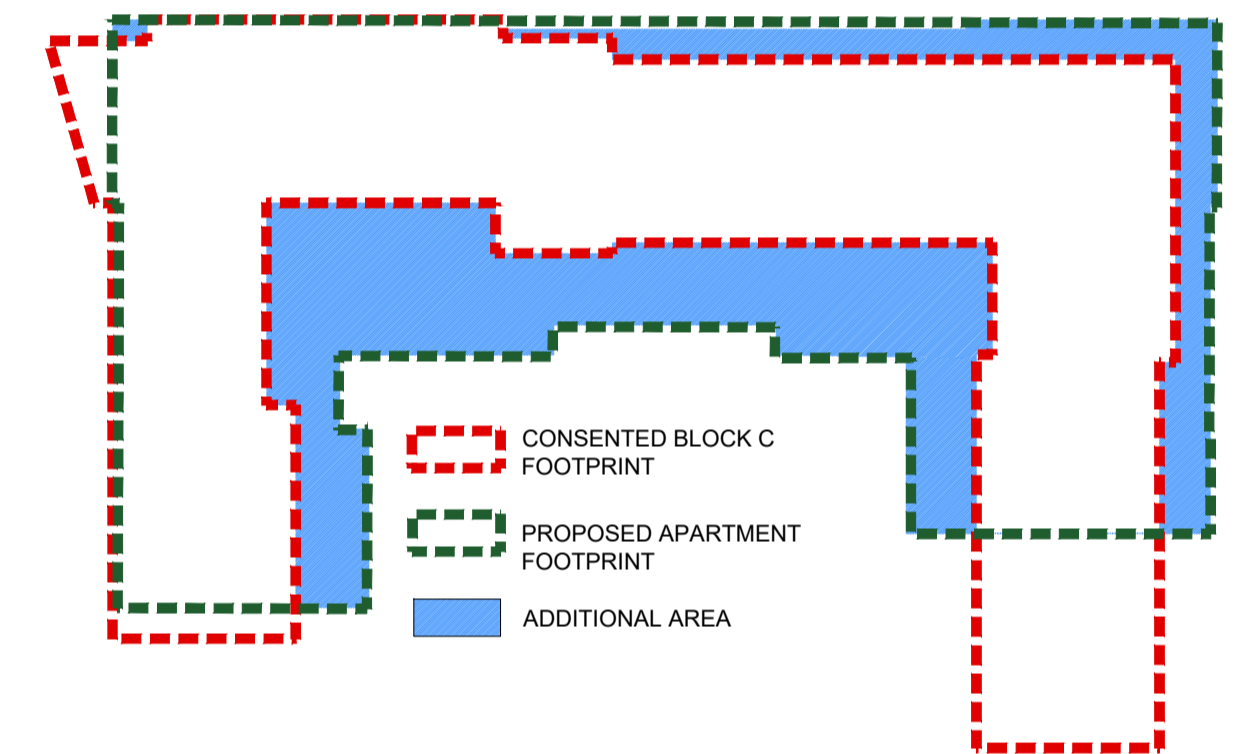 CONSENTED BLOCK C
FOOTPRINT
PROPOSED APARTMENT
FOOTPRINT
ADDITIONAL AREA